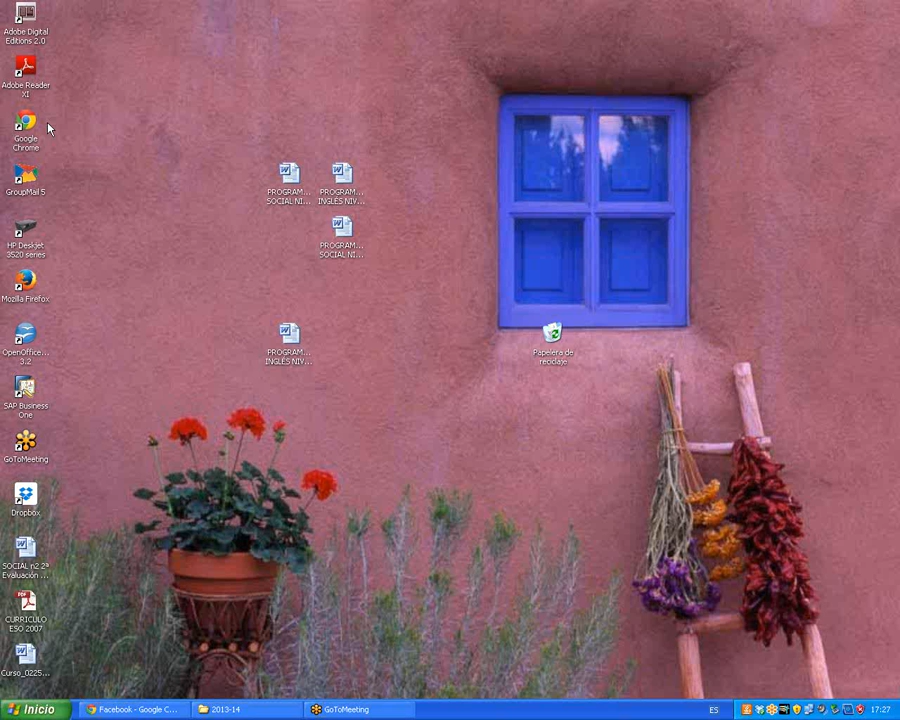 Adobe Digital
Editions 2.0
Adobe Reader
XI
Google
Chrome
GroupMail 5
HP Deskjet
3520 series
Mozilla Firefox
OpenOffice....
3.2
SAP Business
One
GoToMeeting
Dropbox
SOCIAL n2 2ª
Evaluación ...
CURRICULO
ESO 2007
Curso_0225...
PROGRAM...
SOCIAL NI...
PROGRAM...
INGLÉS NIV...
PROGRAM...
SOCIAL NI...
PROGRAM...
INGLÉS NIV...
Papelera de
reciclaje
Inicio
Facebook - Google C...
2013-14
GoToMeeting
ES
17:27